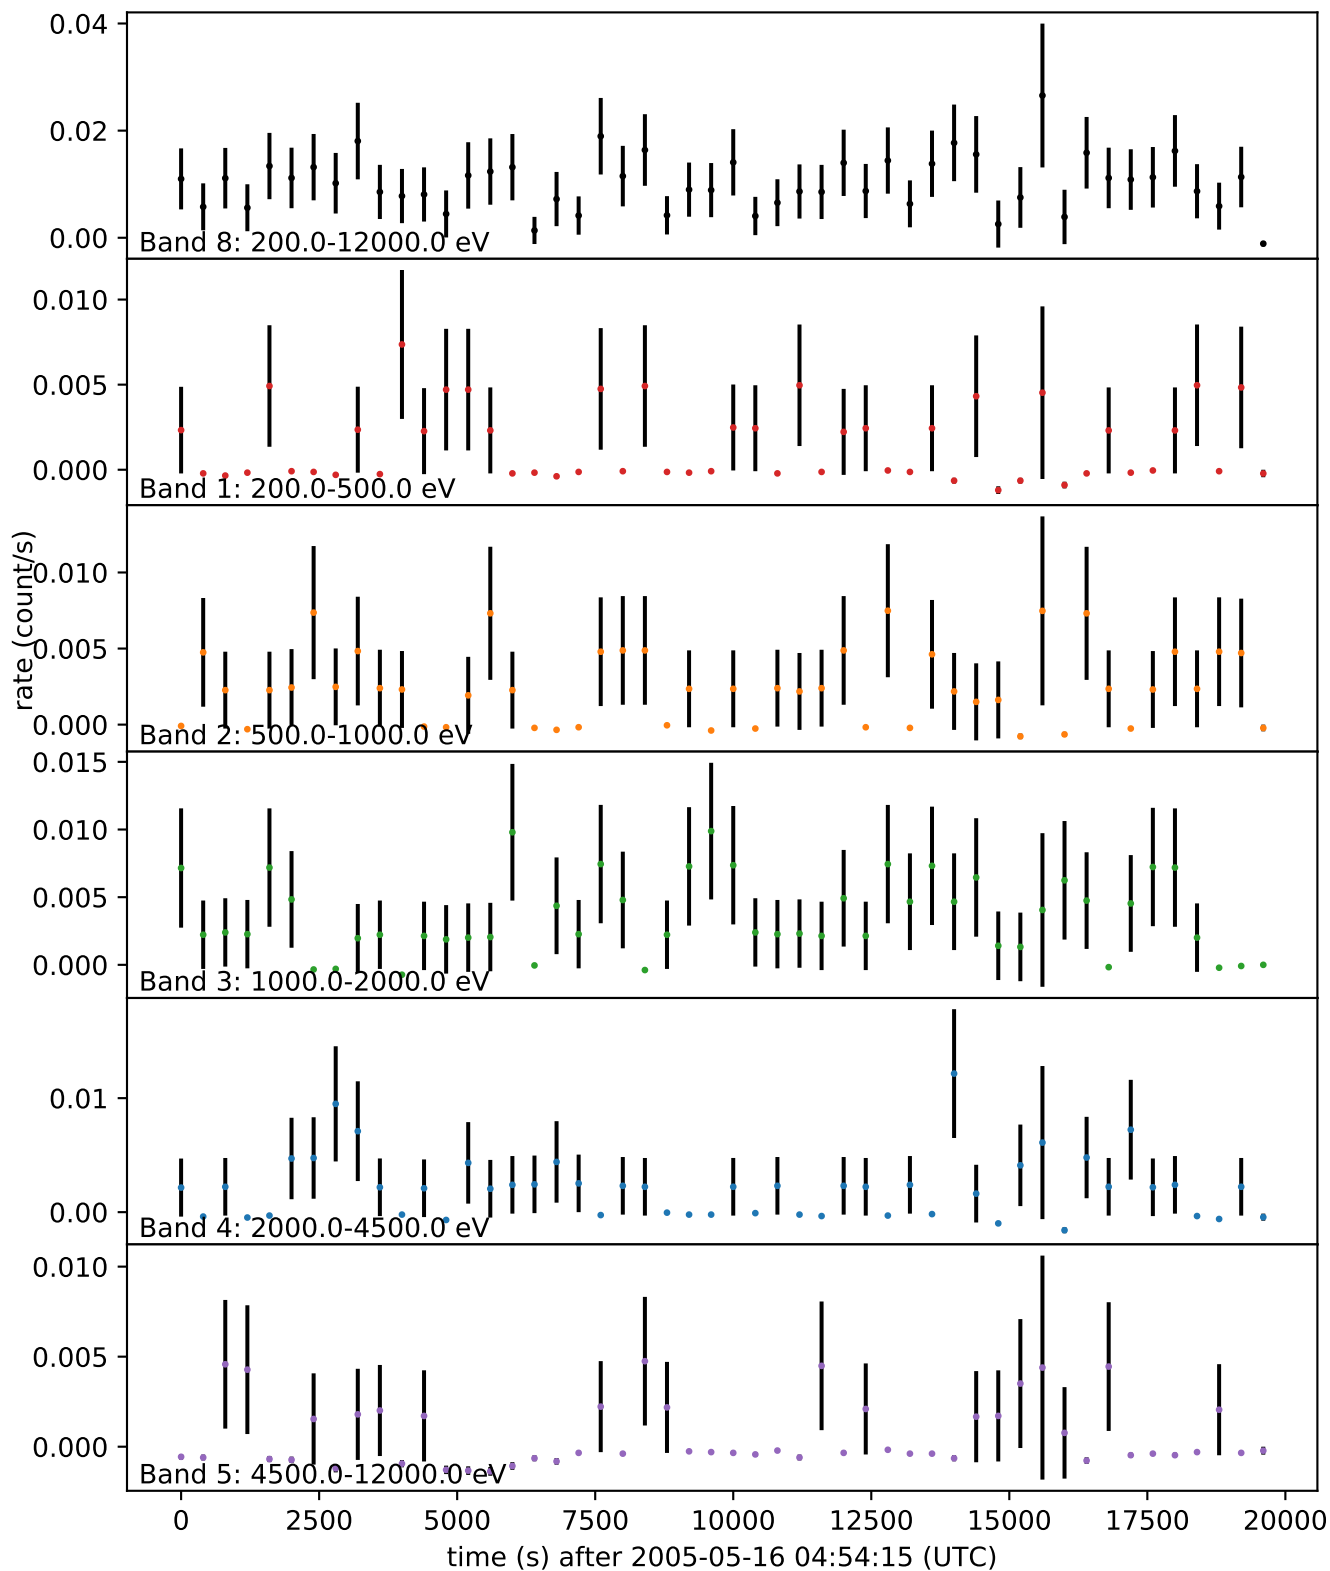 0.04
0.02
0.00
Band 8: 200.0-12000.0 eV
0.010
0.005
0.000
Band 1: 200.0-500.0 eV
rate (count/s)
0.010
0.005
0.000
Band 2: 500.0-1000.0 eV
0.015
0.010
0.005
0.000
Band 3: 1000.0-2000.0 eV
0.01
0.00
Band 4: 2000.0-4500.0 eV
0.010
0.005
0.000
Band 5: 4500.0-12000.0 eV
0 2500 5000 7500 10000 12500 15000 17500 20000
time (s) after 2005-05-16 04:54:15 (UTC)